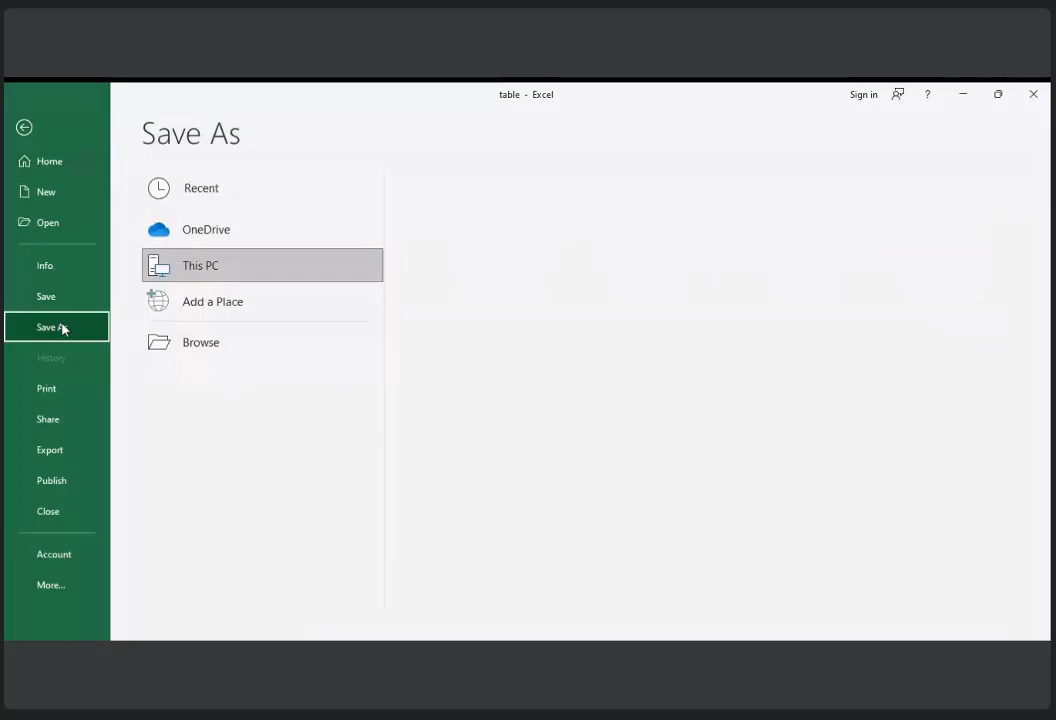 table - Excel
Sign in
?
Save As
Home
New
Open
Info
Save
Save As
History
Print
Share
Export
Publish
Close
Account
More...
Recent
OneDrive
This PC
Add a Place
Browse